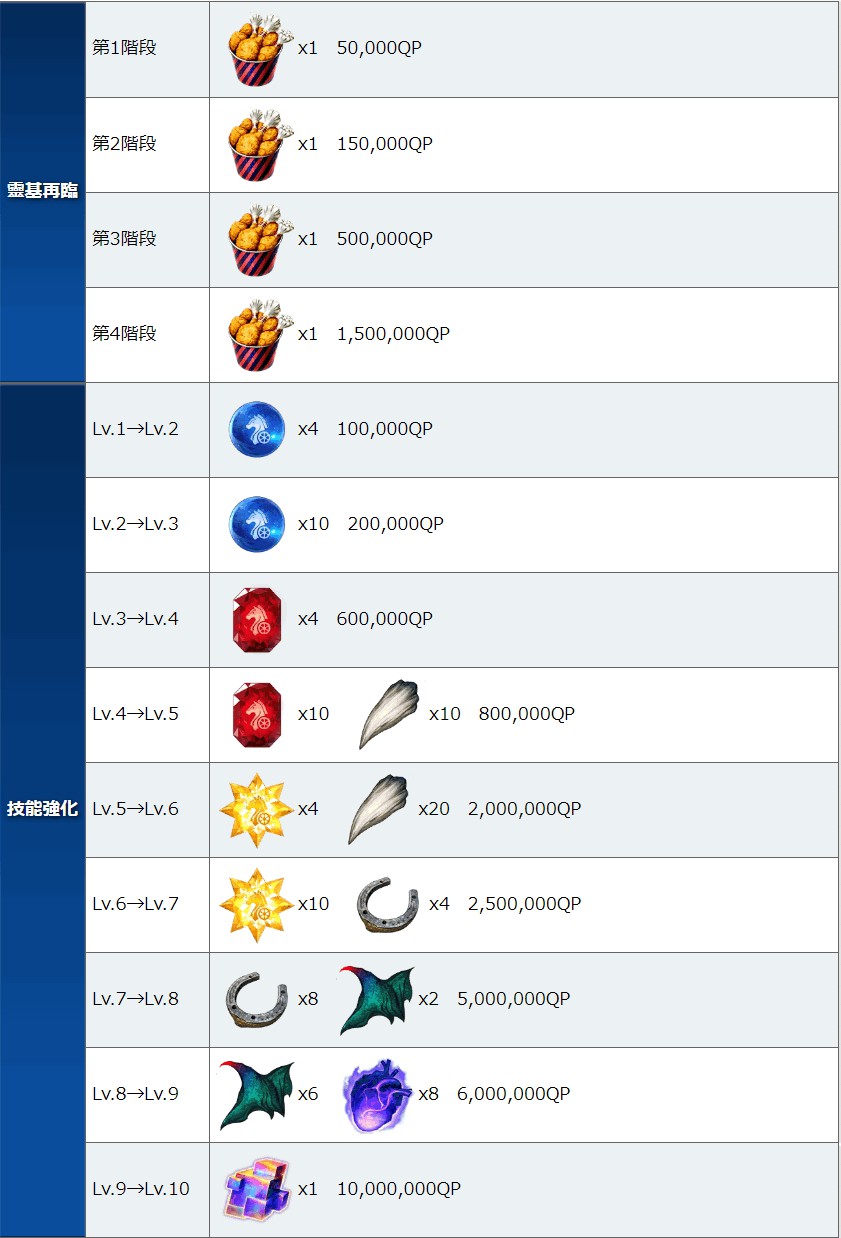 靈基再臨
第1階段 x1 50,000QP
第2階段 x1 150,000QP
第3階段 x1 500,000QP
第4階段 x1 1,500,000QP
技能強化
Lv.1→Lv.2 x4 100,000QP
Lv.2→Lv.3 x10 200,000QP
Lv.3→Lv.4 x4 600,000QP
Lv.4→Lv.5 x10 x10 800,000QP
Lv.5→Lv.6 x4 x20 2,000,000QP
Lv.6→Lv.7 x10 x4 2,500,000QP
Lv.7→Lv.8 x8 x2 5,000,000QP
Lv.8→Lv.9 x6 x8 6,000,000QP
Lv.9→Lv.10 x1 10,000,000QP